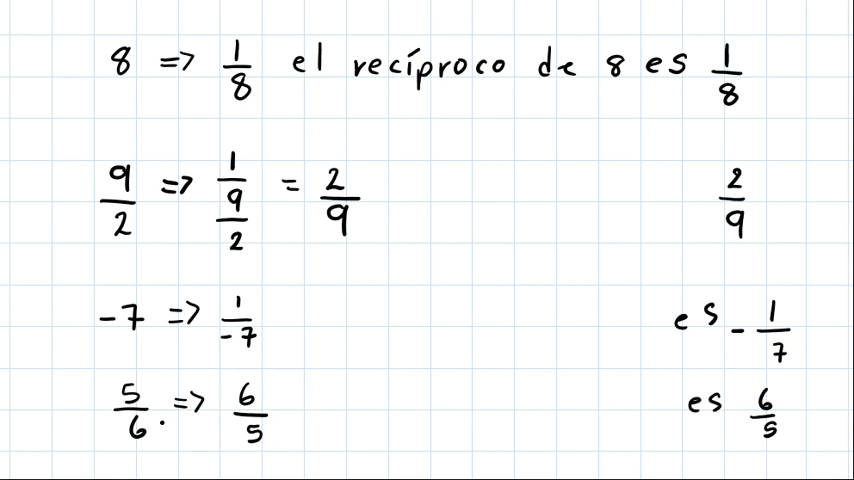 8 => 1/8 el recíproco de 8 es 1/8
9/2 => 1/(9/2) = 2/9 2/9
-7 => 1/-7 es - 1/7
5/6. => 6/5 es 6/5